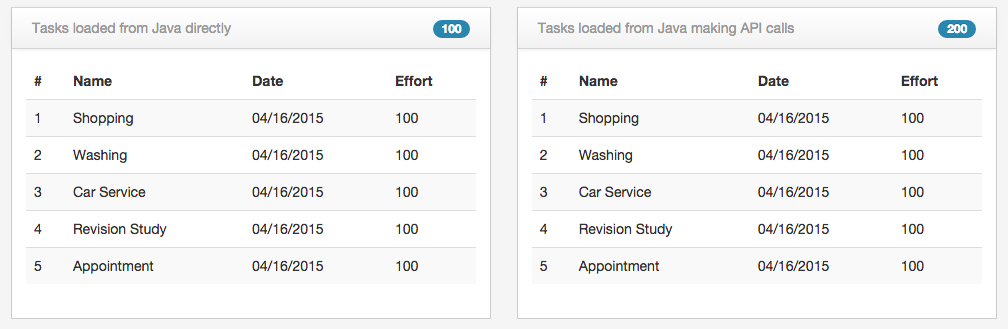 Tasks loaded from Java directly 100
# Name Date Effort
1 Shopping 04/16/2015 100
2 Washing 04/16/2015 100
3 Car Service 04/16/2015 100
4 Revision Study 04/16/2015 100
5 Appointment 04/16/2015 100
Tasks loaded from Java making API calls 200
# Name Date Effort
1 Shopping 04/16/2015 100
2 Washing 04/16/2015 100
3 Car Service 04/16/2015 100
4 Revision Study 04/16/2015 100
5 Appointment 04/16/2015 100